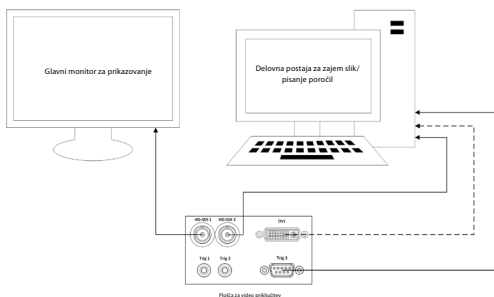 Glavni monitor za prikazovanje
Delovna postaja za zajem slik/
pisanje poročil
HD-SDI 1 HD-SDI 2 DVI
Trig 1 Trig 2 Trig 3
Plošča za video priključitev